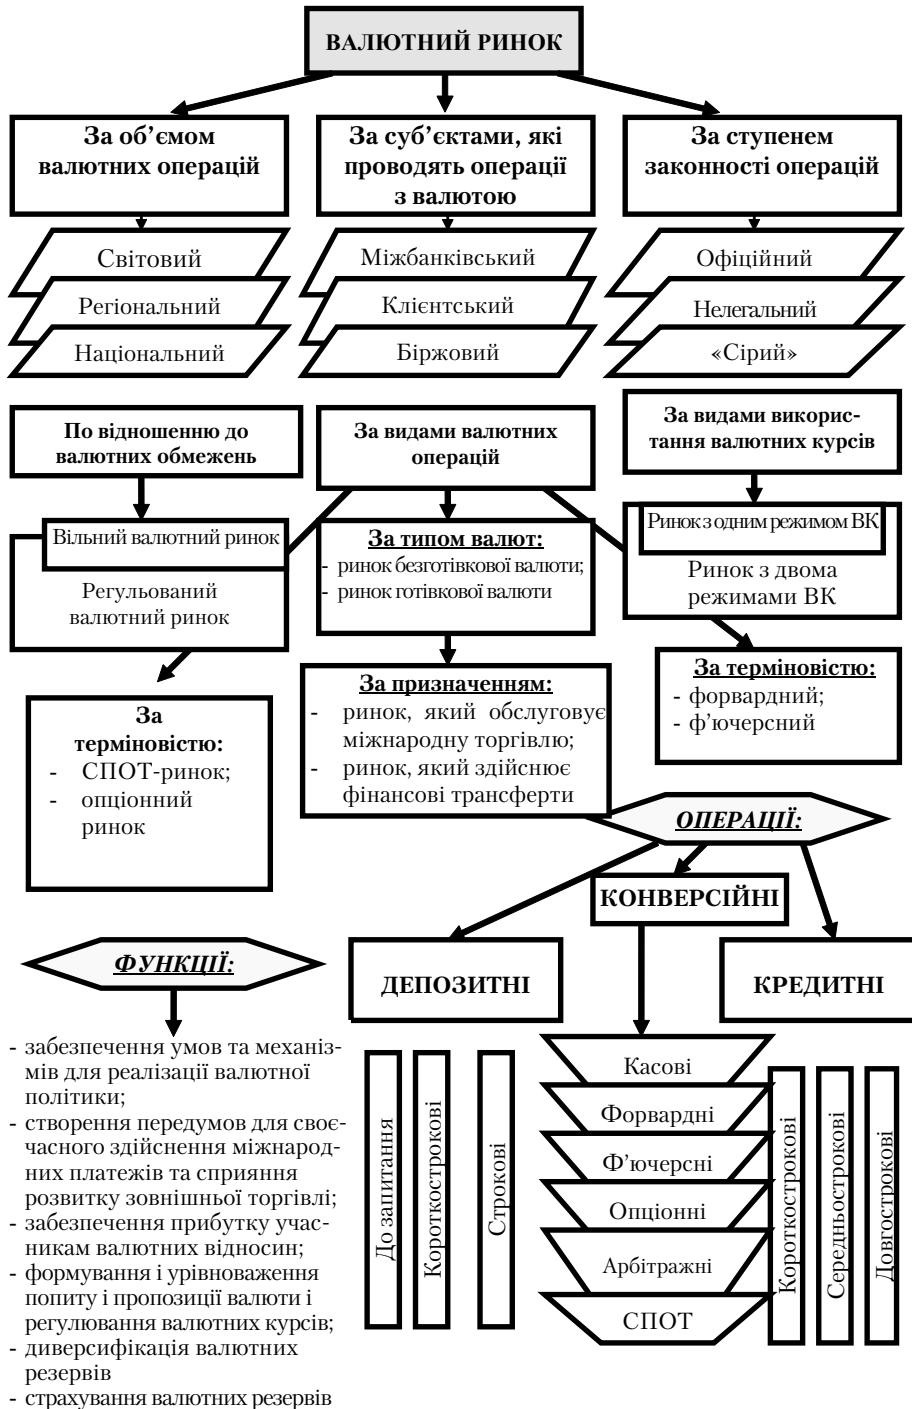 ВАЛЮТНИЙ РИНОК
За об’ємом
валютних операцій
За суб’єктами, які
проводять операції
з валютою
За ступенем
законності операцій
Світовий
Регіональний
Національний
Міжбанківський
Клієнтський
Біржовий
Офіційний
Нелегальний
«Сірий»
По відношенню до
валютних обмежень
За видами валютних
операцій
За видами викорис-
тання валютних курсів
Вільний валютний ринок
Регульований
валютний ринок
За типом валют:
- ринок безготівкової валюти;
- ринок готівкової валюти
Ринок з одним режимом ВК
Ринок з двома
режимами ВК
За
терміновістю:
- СПОТ-ринок;
- опціонний
ринок
За призначенням:
- ринок, який обслуговує
міжнародну торгівлю;
- ринок, який здійснює
фінансові трансферти
За терміновістю:
- форвардний;
- ф’ючерсний
ОПЕРАЦІЇ:
КОНВЕРСІЙНІ
ДЕПОЗИТНІ
КРЕДИТНІ
ФУНКЦІЇ:
- забезпечення умов та механіз-
мів для реалізації валютної
політики;
- створення передумов для своє-
часного здійснення міжнарод-
них платежів та сприяння
розвитку зовнішньої торгівлі;
- забезпечення прибутку учас-
никам валютних відносин;
- формування і урівноваження
попиту і пропозиції валюти і
регулювання валютних курсів;
- диверсифікація валютних
резервів
- страхування валютних резервів
До запитання
Короткострокові
Строкові
Касові
Форвардні
Ф’ючерсні
Опціонні
Арбітражні
СПОТ
Короткострокові
Середньострокові
Довгострокові